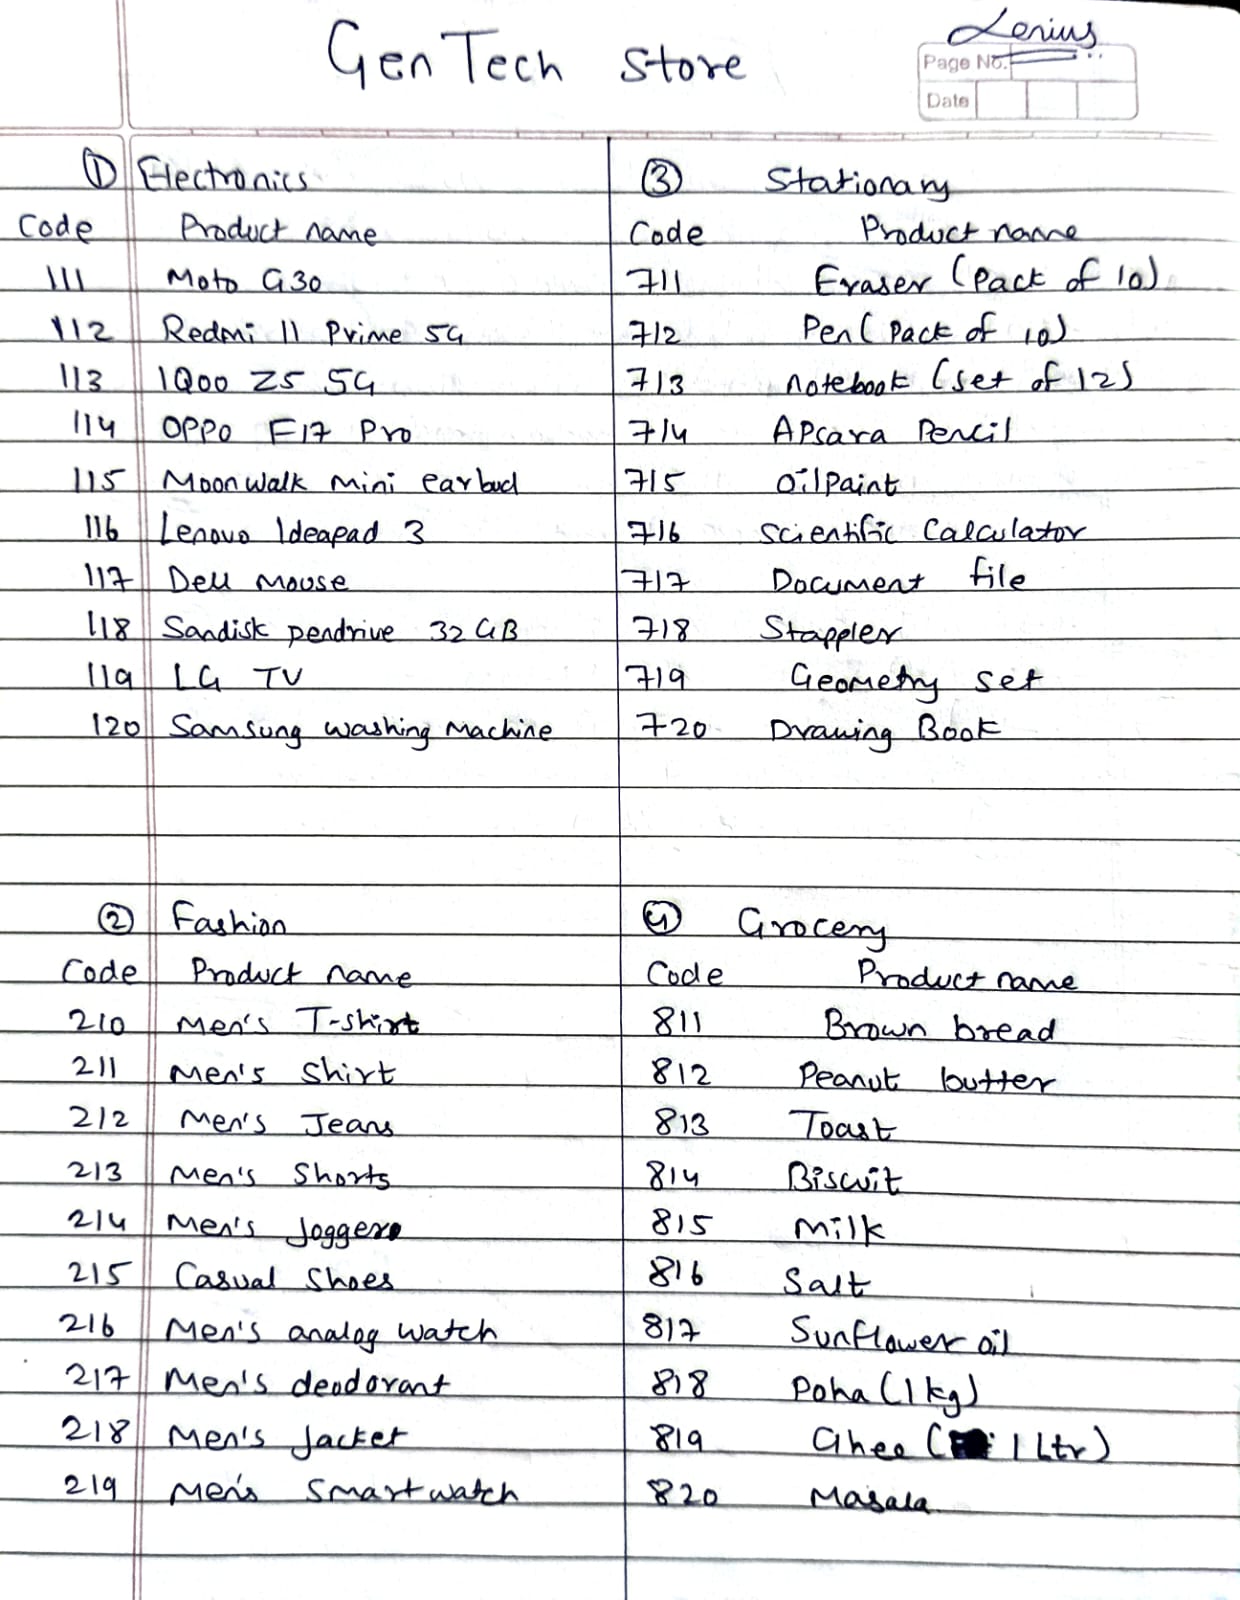 GenTech Store
Lenius
Page No.
Date
① Electronics
Code Product name
111 Moto G30
112 Redmi 11 Prime 5G
113 IQOO Z5 5G
114 OPPO F17 Pro
115 Moonwalk mini earbud
116 Lenovo Ideapad 3
117 Dell Mouse
118 Sandisk pendrive 32 GB
119 LG TV
120 Samsung washing Machine
② Fashion
Code Product name
210 Men's T-shirt
211 Men's Shirt
212 Men's Jeans
213 Men's Shorts
214 Men's Joggers
215 Casual Shoes
216 Men's analog watch
217 Men's deodorant
218 Men's Jacket
219 Men's Smartwatch
③ Stationary
Code Product name
711 Eraser (Pack of 10)
712 Pen (Pack of 10)
713 notebook (set of 12)
714 Apsara Pencil
715 OilPaint
716 Scientific Calculator
717 Document file
718 Stappler
719 Geometry set
720 Drawing Book
④ Grocery
Code Product name
811 Brown bread
812 Peanut butter
813 Toast
814 Biscuit
815 Milk
816 Salt
817 Sunflower oil
818 Poha (1 kg)
819 Ghee ( 1 Ltr)
820 Masala